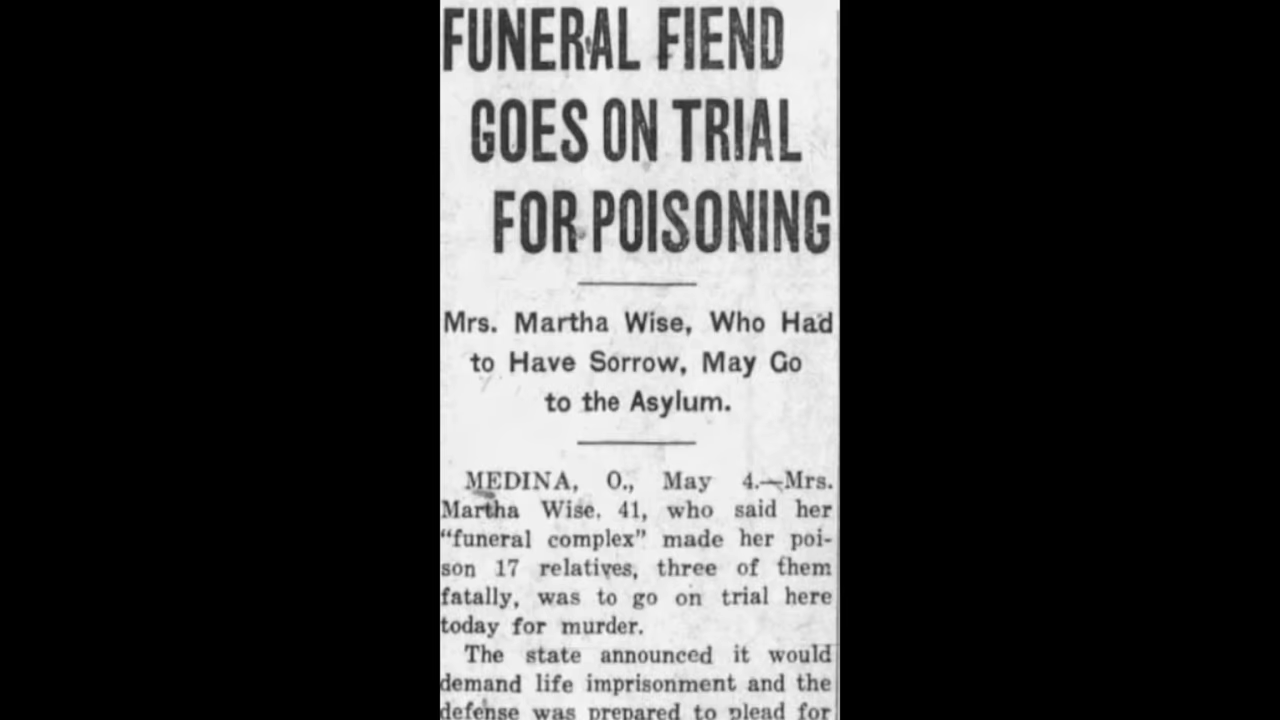 FUNERAL FIEND
GOES ON TRIAL
FOR POISONING
Mrs. Martha Wise, Who Had
to Have Sorrow, May Go
to the Asylum.
MEDINA, O., May 4.—Mrs.
Martha Wise, 41, who said her
“funeral complex” made her poi-
son 17 relatives, three of them
fatally, was to go on trial here
today for murder.
The state announced it would
demand life imprisonment and the
defense was prepared to plead for